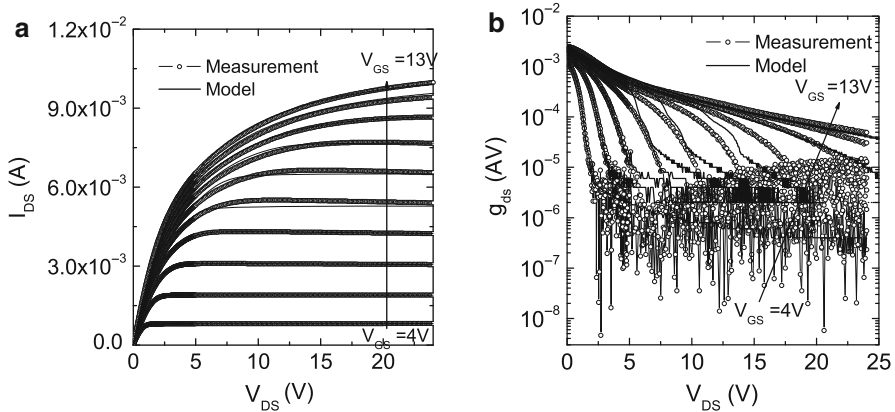 a
1.2x10⁻²
9.0x10⁻³
6.0x10⁻³
3.0x10⁻³
0.0
I_DS (A)
Measurement
Model
V_GS =13V
V_GS =4V
0 5 10 15 20
V_DS (V)
b
10⁻²
10⁻³
10⁻⁴
10⁻⁵
10⁻⁶
10⁻⁷
10⁻⁸
g_ds (AV)
Measurement
Model
V_GS =13V
V_GS =4V
0 5 10 15 20 25
V_DS (V)